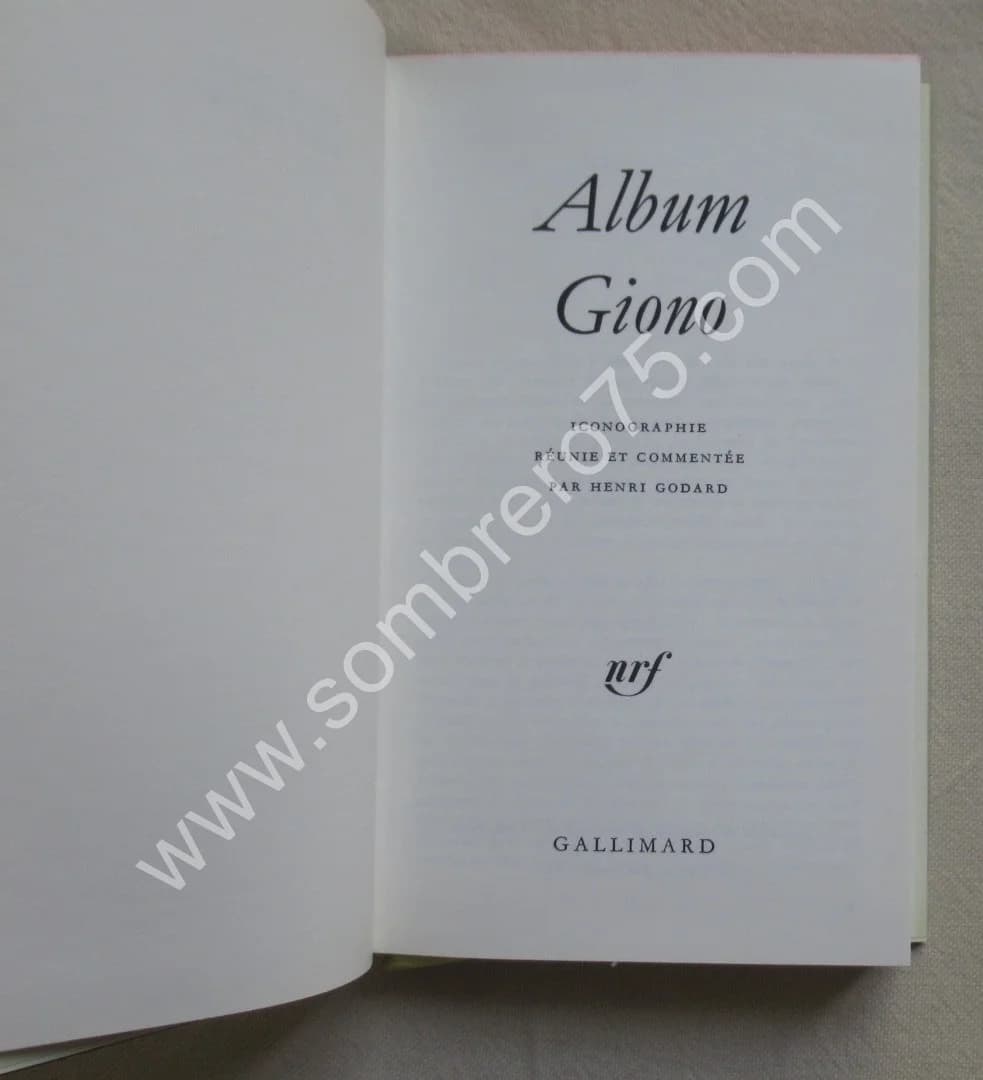 Album
Giono
ICONOGRAPHIE
RÉUNIE ET COMMENTÉE
PAR HENRI GODARD
nrf
GALLIMARD
www.sombrero75.com